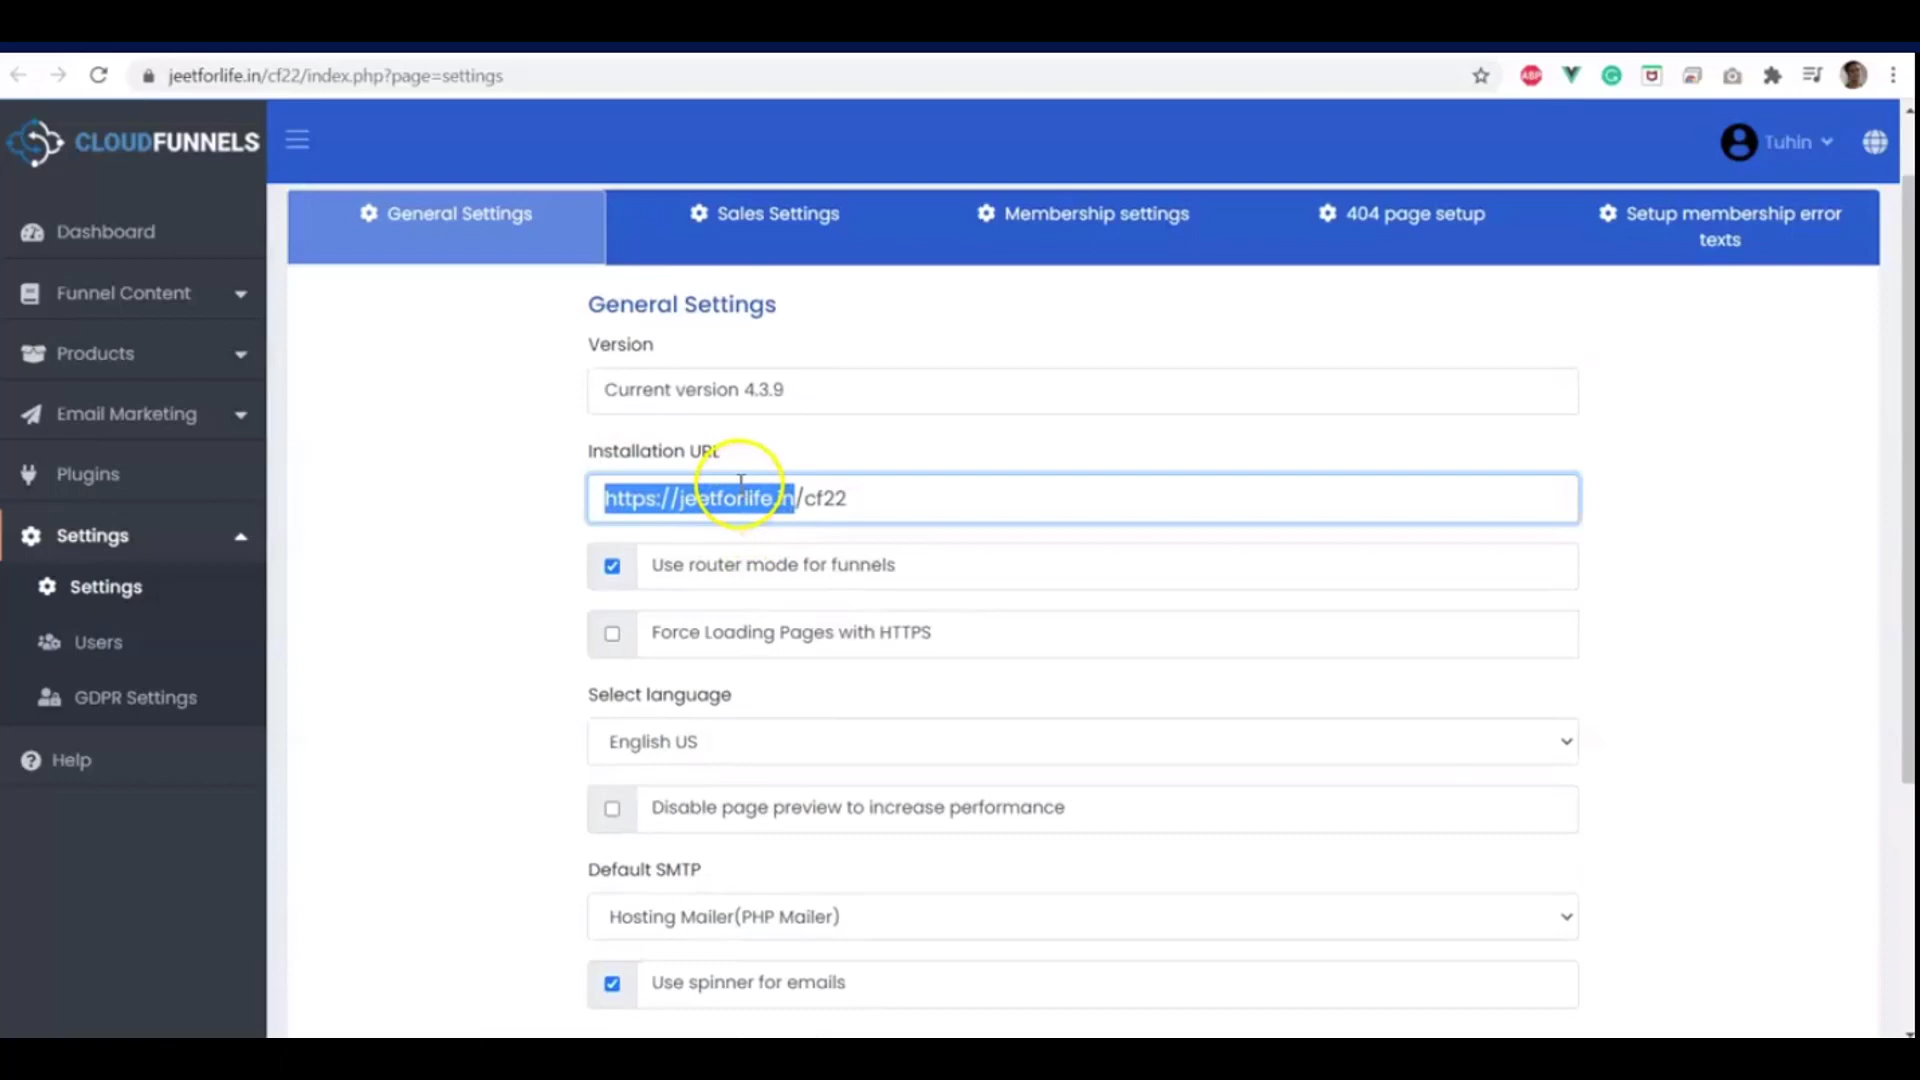 jeetforlife.in/cf22/index.php?page=settings
ABP
CLOUDFUNNELS
Tuhin
Dashboard
Funnel Content
Products
Email Marketing
Plugins
Settings
Settings
Users
GDPR Settings
Help
General Settings
Sales Settings
Membership settings
404 page setup
Setup membership error
texts
General Settings
Version
Current version 4.3.9
Installation URL
https://jeetforlife.in/cf22
Use router mode for funnels
Force Loading Pages with HTTPS
Select language
English US
Disable page preview to increase performance
Default SMTP
Hosting Mailer(PHP Mailer)
Use spinner for emails